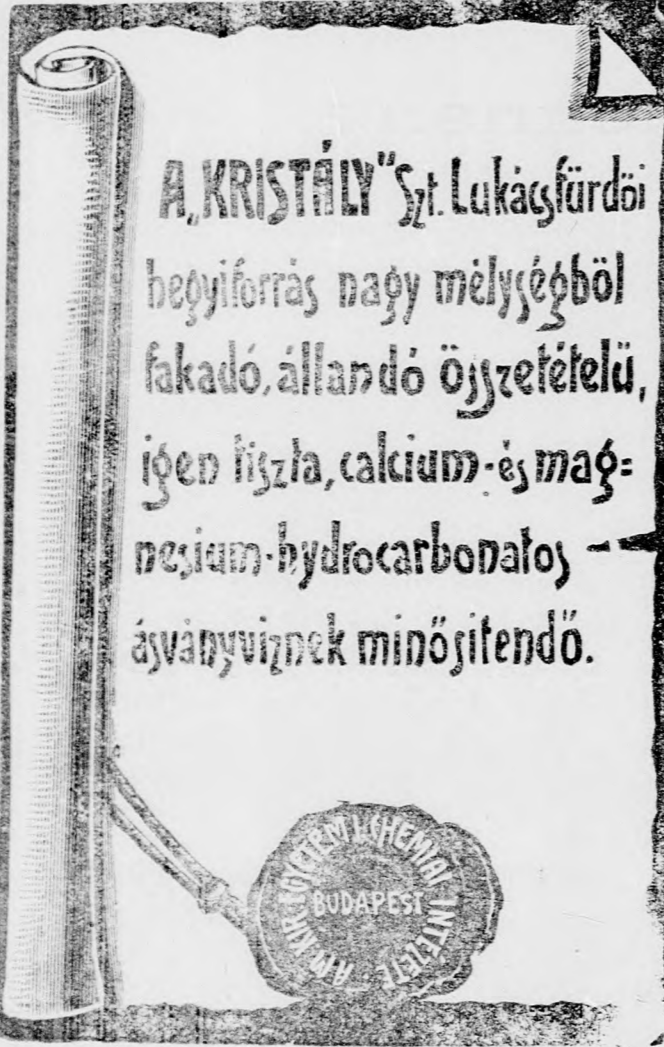 A „KRISTÁLY" Szt. Lukácsfürdői
hegyiforrás nagy mélységből
fakadó, állandó összetételü,
igen tiszta, calcium-és mag=
nesium-hydrocarbonatos -
ásványviznek minősitendő.
A M. KIR. EGYETEM I. CHEMIAI INTÉZETE
BUDAPEST